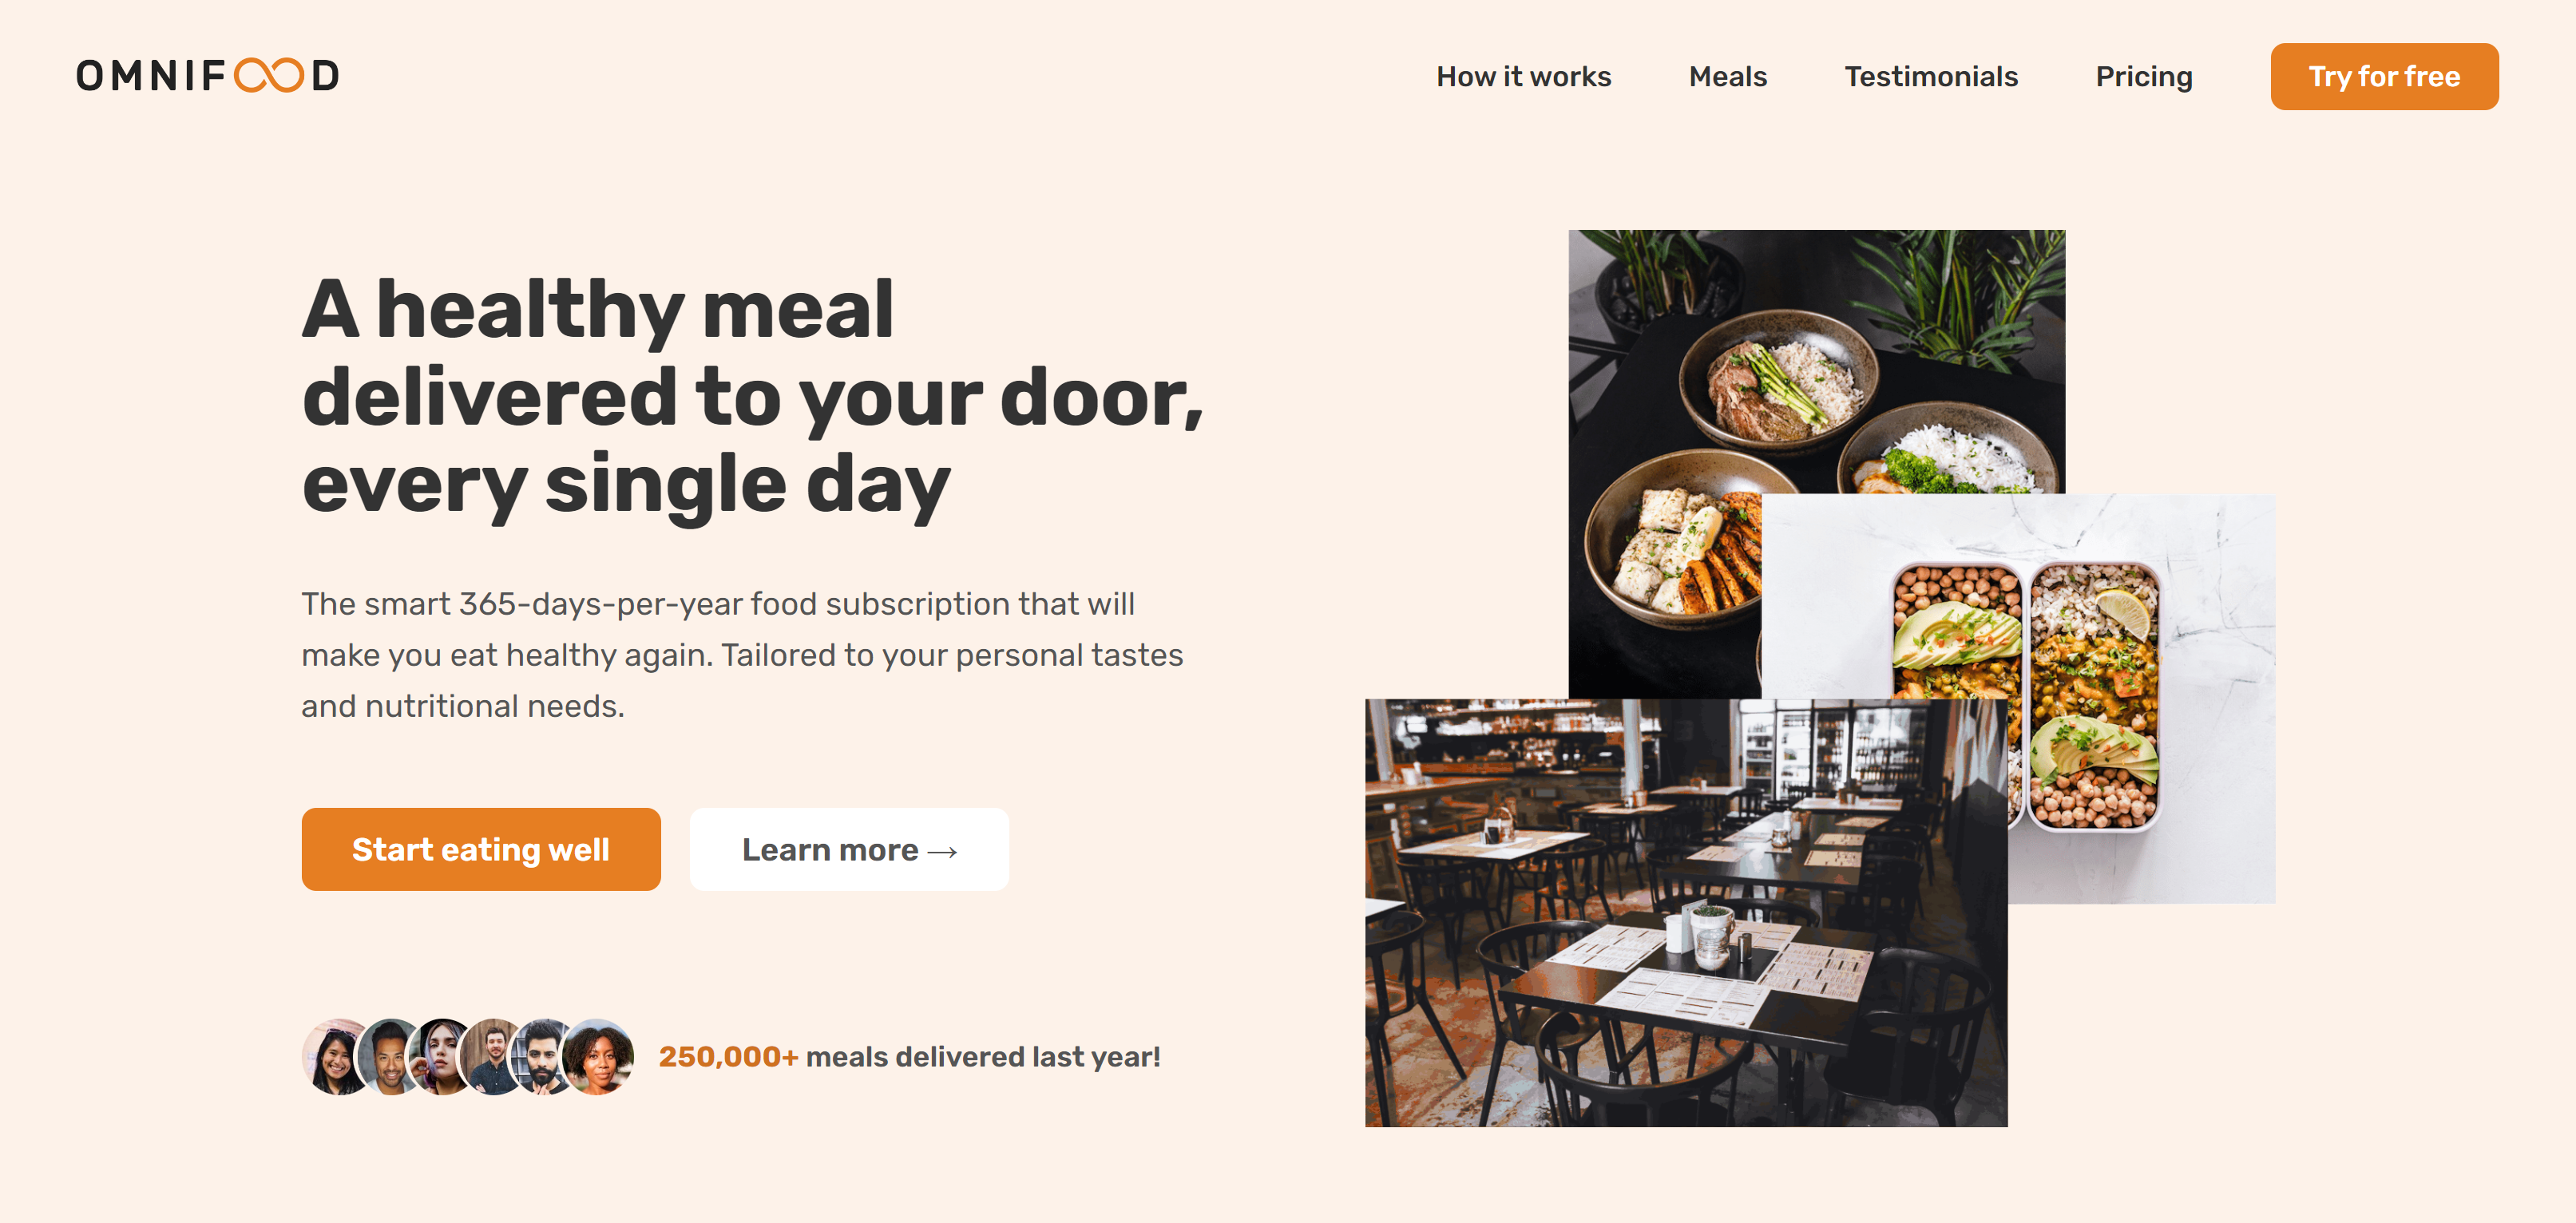 OMNIFOOD
How it works
Meals
Testimonials
Pricing
Try for free
A healthy meal
delivered to your door,
every single day
The smart 365-days-per-year food subscription that will
make you eat healthy again. Tailored to your personal tastes
and nutritional needs.
Start eating well
Learn more →
250,000+ meals delivered last year!